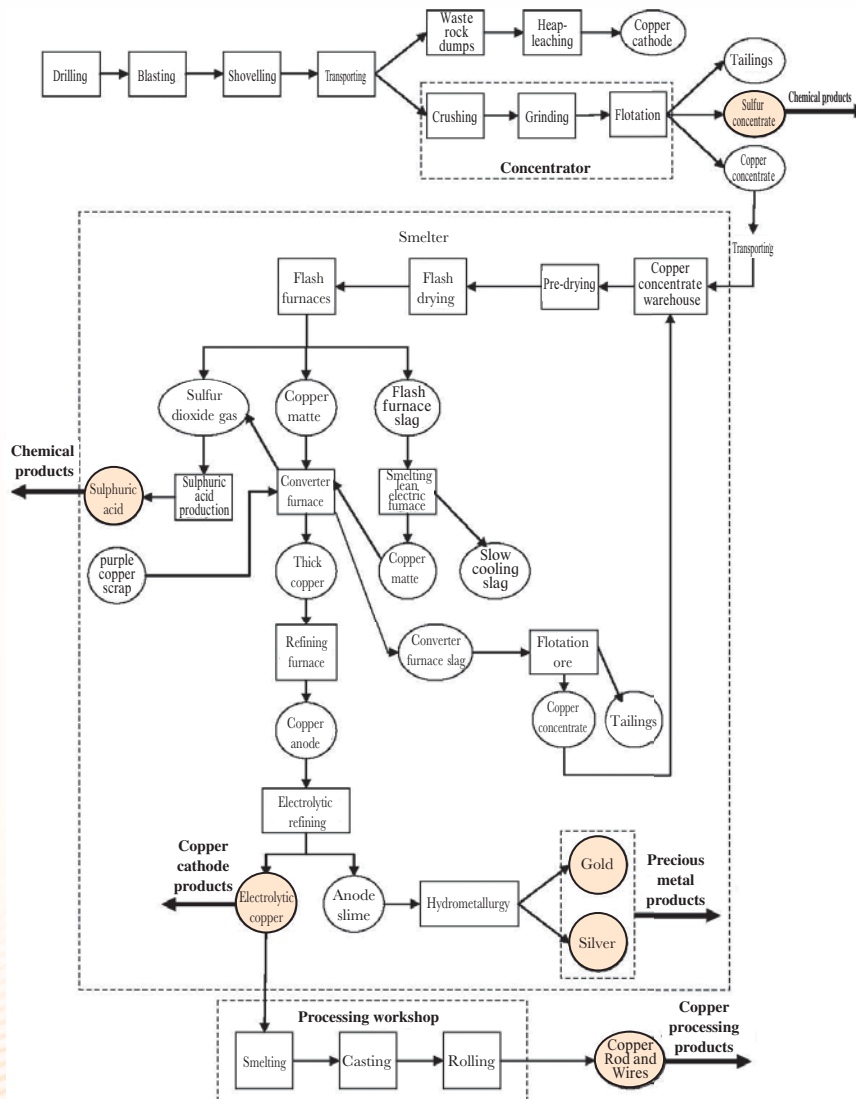 Drilling
Blasting
Shovelling
Transporting
Waste
rock
dumps
Heap-
leaching
Copper
cathode
Crushing
Grinding
Flotation
Concentrator
Tailings
Sulfur
concentrate
Chemical products
Copper
concentrate
Transporting
Smelter
Flash
furnaces
Flash
drying
Pre-drying
Copper
concentrate
warehouse
Sulfur
dioxide gas
Copper
matte
Flash
furnace
slag
Chemical
products
Sulphuric
acid
Sulphuric
acid
production
Converter
furnace
Smelting
lean
electric
furnace
purple
copper
scrap
Thick
copper
Copper
matte
Slow
cooling
slag
Refining
furnace
Converter
furnace slag
Flotation
ore
Copper
anode
Copper
concentrate
Tailings
Electrolytic
refining
Copper
cathode
products
Electrolytic
copper
Anode
slime
Hydrometallurgy
Gold
Silver
Precious
metal
products
Processing workshop
Smelting
Casting
Rolling
Copper
Rod and
Wires
Copper
processing
products